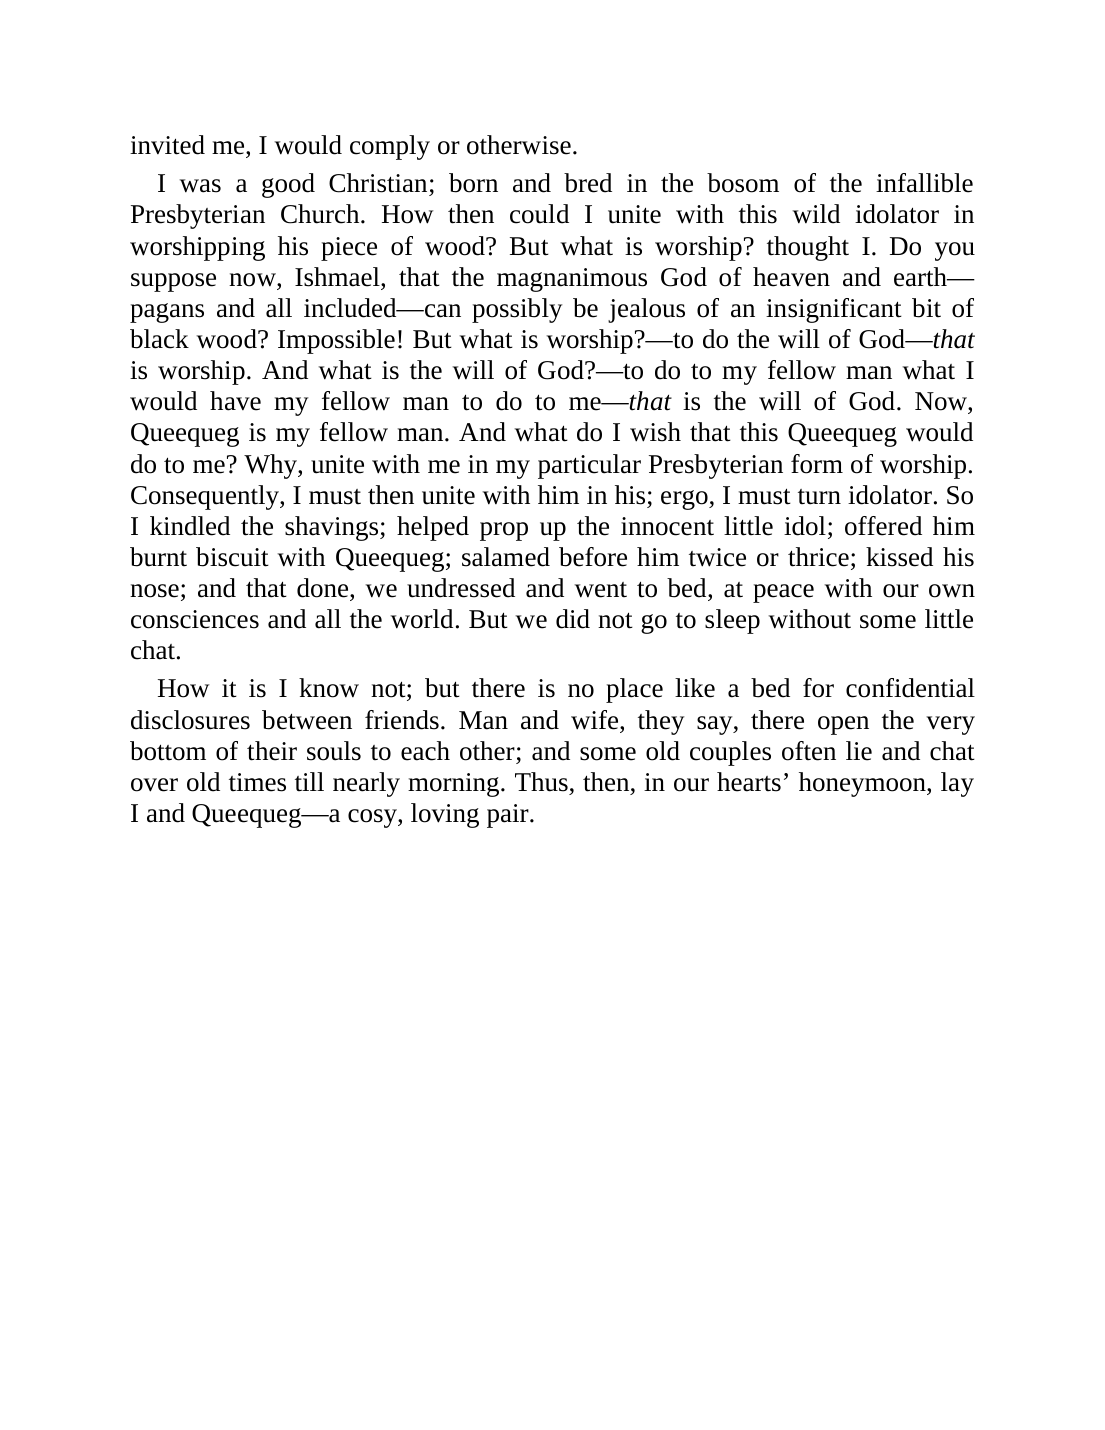 invited me, I would comply or otherwise.
I was a good Christian; born and bred in the bosom of the infallible
Presbyterian Church. How then could I unite with this wild idolator in
worshipping his piece of wood? But what is worship? thought I. Do you
suppose now, Ishmael, that the magnanimous God of heaven and earth—
pagans and all included—can possibly be jealous of an insignificant bit of
black wood? Impossible! But what is worship?—to do the will of God—that
is worship. And what is the will of God?—to do to my fellow man what I
would have my fellow man to do to me—that is the will of God. Now,
Queequeg is my fellow man. And what do I wish that this Queequeg would
do to me? Why, unite with me in my particular Presbyterian form of worship.
Consequently, I must then unite with him in his; ergo, I must turn idolator. So
I kindled the shavings; helped prop up the innocent little idol; offered him
burnt biscuit with Queequeg; salamed before him twice or thrice; kissed his
nose; and that done, we undressed and went to bed, at peace with our own
consciences and all the world. But we did not go to sleep without some little
chat.
How it is I know not; but there is no place like a bed for confidential
disclosures between friends. Man and wife, they say, there open the very
bottom of their souls to each other; and some old couples often lie and chat
over old times till nearly morning. Thus, then, in our hearts’ honeymoon, lay
I and Queequeg—a cosy, loving pair.